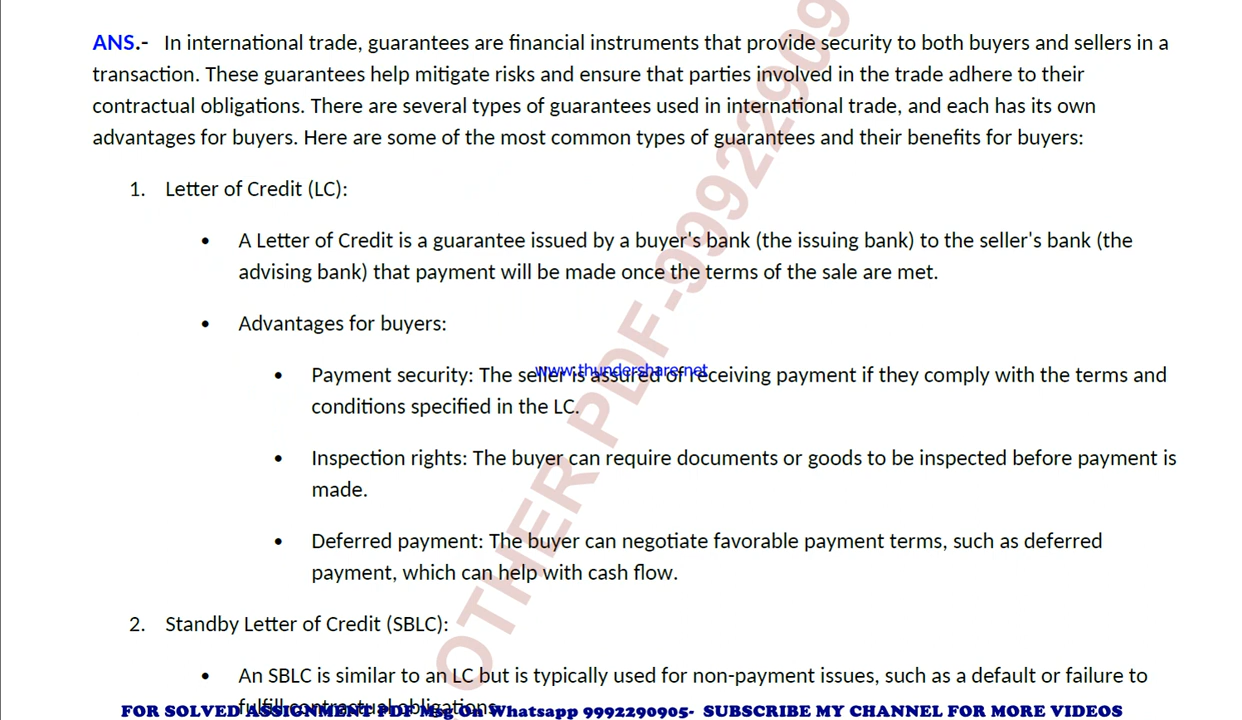 ANS.- In international trade, guarantees are financial instruments that provide security to both buyers and sellers in a
transaction. These guarantees help mitigate risks and ensure that parties involved in the trade adhere to their
contractual obligations. There are several types of guarantees used in international trade, and each has its own
advantages for buyers. Here are some of the most common types of guarantees and their benefits for buyers:
1. Letter of Credit (LC):
• A Letter of Credit is a guarantee issued by a buyer's bank (the issuing bank) to the seller's bank (the
advising bank) that payment will be made once the terms of the sale are met.
• Advantages for buyers:
• Payment security: The seller is assured of receiving payment if they comply with the terms and
www.thundershare.net
conditions specified in the LC.
• Inspection rights: The buyer can require documents or goods to be inspected before payment is
made.
• Deferred payment: The buyer can negotiate favorable payment terms, such as deferred
payment, which can help with cash flow.
2. Standby Letter of Credit (SBLC):
• An SBLC is similar to an LC but is typically used for non-payment issues, such as a default or failure to
fulfill contractual obligations.
FOR SOLVED ASSIGNMENT PDF Msg On Whatsapp 9992290905- SUBSCRIBE MY CHANNEL FOR MORE VIDEOS
OTHER PDF-99922909